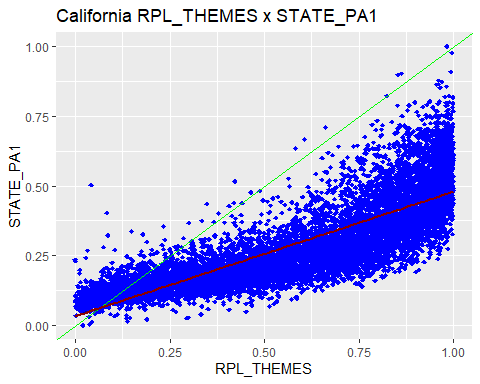 California RPL_THEMES x STATE_PA1
1.00
0.75
0.50
0.25
0.00
STATE_PA1
0.00 0.25 0.50 0.75 1.00
RPL_THEMES